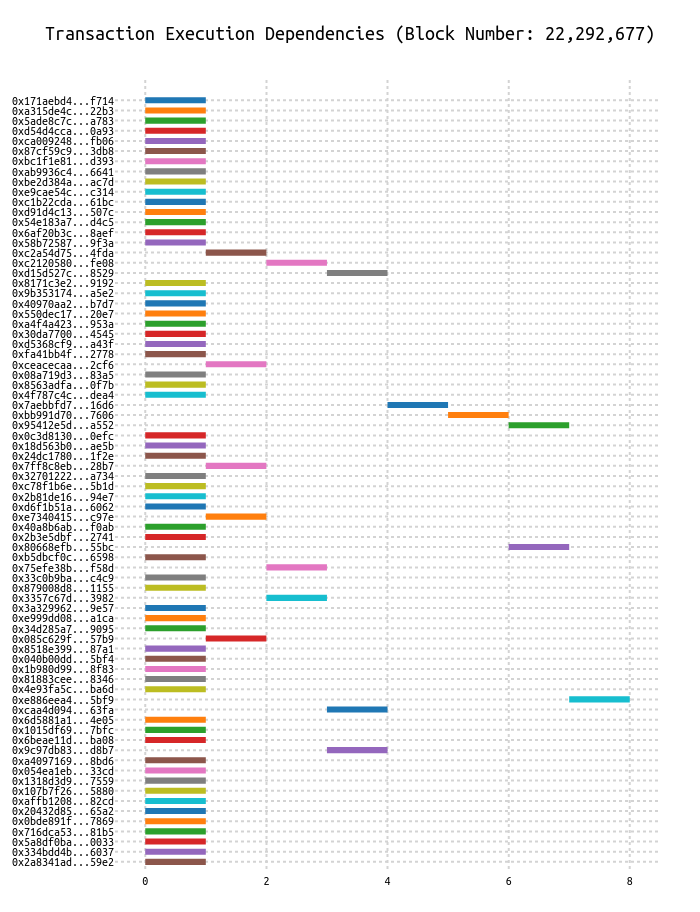 Transaction Execution Dependencies (Block Number: 22,292,677)
0x171aebd4...f714
0xa315de4c...22b3
0x5ade8c7c...a783
0xd54d4cca...0a93
0xca009248...fb06
0x87cf59c9...3db8
0xbc1f1e81...d393
0xab9936c4...6641
0xbe2d384a...ac7d
0xe9cae54c...c314
0xc1b22cda...61bc
0xd91d4c13...507c
0x54e183a7...d4c5
0x6af20b3c...8aef
0x58b72587...9f3a
0xc2a54d75...4fda
0xc2120580...fe08
0xd15d527c...8529
0x8171c3e2...9192
0x9b353174...a5e2
0x40970aa2...b7d7
0x550dec17...20e7
0xa4f4a423...953a
0x30da7700...4545
0xd5368cf9...a43f
0xfa41bb4f...2778
0xceacecaa...2cf6
0x08a719d3...83a5
0x8563adfa...0f7b
0x4f787c4c...dea4
0x7aebbfd7...16d6
0xbb991d70...7606
0x95412e5d...a552
0x0c3d8130...0efc
0x18d563b0...ae5b
0x24dc1780...1f2e
0x7ff8c8eb...28b7
0x32701222...a734
0xc78f1b6e...5b1d
0x2b81de16...94e7
0xd6f1b51a...6062
0xe7340415...c97e
0x40a8b6ab...f0ab
0x2b3e5dbf...2741
0x80668efb...55bc
0xb5dbcf0c...6598
0x75efe38b...f58d
0x33c0b9ba...c4c9
0x879008d8...1155
0x3357c67d...3982
0x3a329962...9e57
0xe999dd08...a1ca
0x34d285a7...9095
0x085c629f...57b9
0x8518e399...87a1
0x040b00dd...5bf4
0x1b980d99...8f83
0x81883cee...8346
0x4e93fa5c...ba6d
0xe886eea4...5bf9
0xcaa4d094...63fa
0x6d5881a1...4e05
0x1015df69...7bfc
0x6beae11d...ba08
0x9c97db83...d8b7
0xa4097169...8bd6
0x054ea1eb...33cd
0x1318d3d9...7559
0x107b7f26...5880
0xaffb1208...82cd
0x20432d85...65a2
0x0bde891f...7869
0x716dca53...81b5
0x5a8df0ba...0033
0x334bdd4b...6037
0x2a8341ad...59e2
0 2 4 6 8